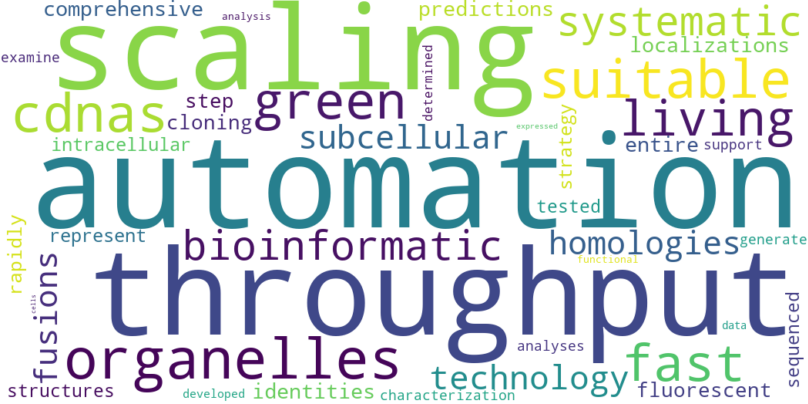 comprehensive
analysis
predictions
scaling
systematic
examine
determined
localizations
suitable
cdnas
step
green
living
cloning
subcellular
strategy
expressed
intracellular
entire
support
automation
tested
rapidly
represent
bioinformatic
homologies
generate
functional
fusions
cells
throughput
sequenced
data
organelles
analyses
fast
technology
structures
developed
identities
characterization
fluorescent